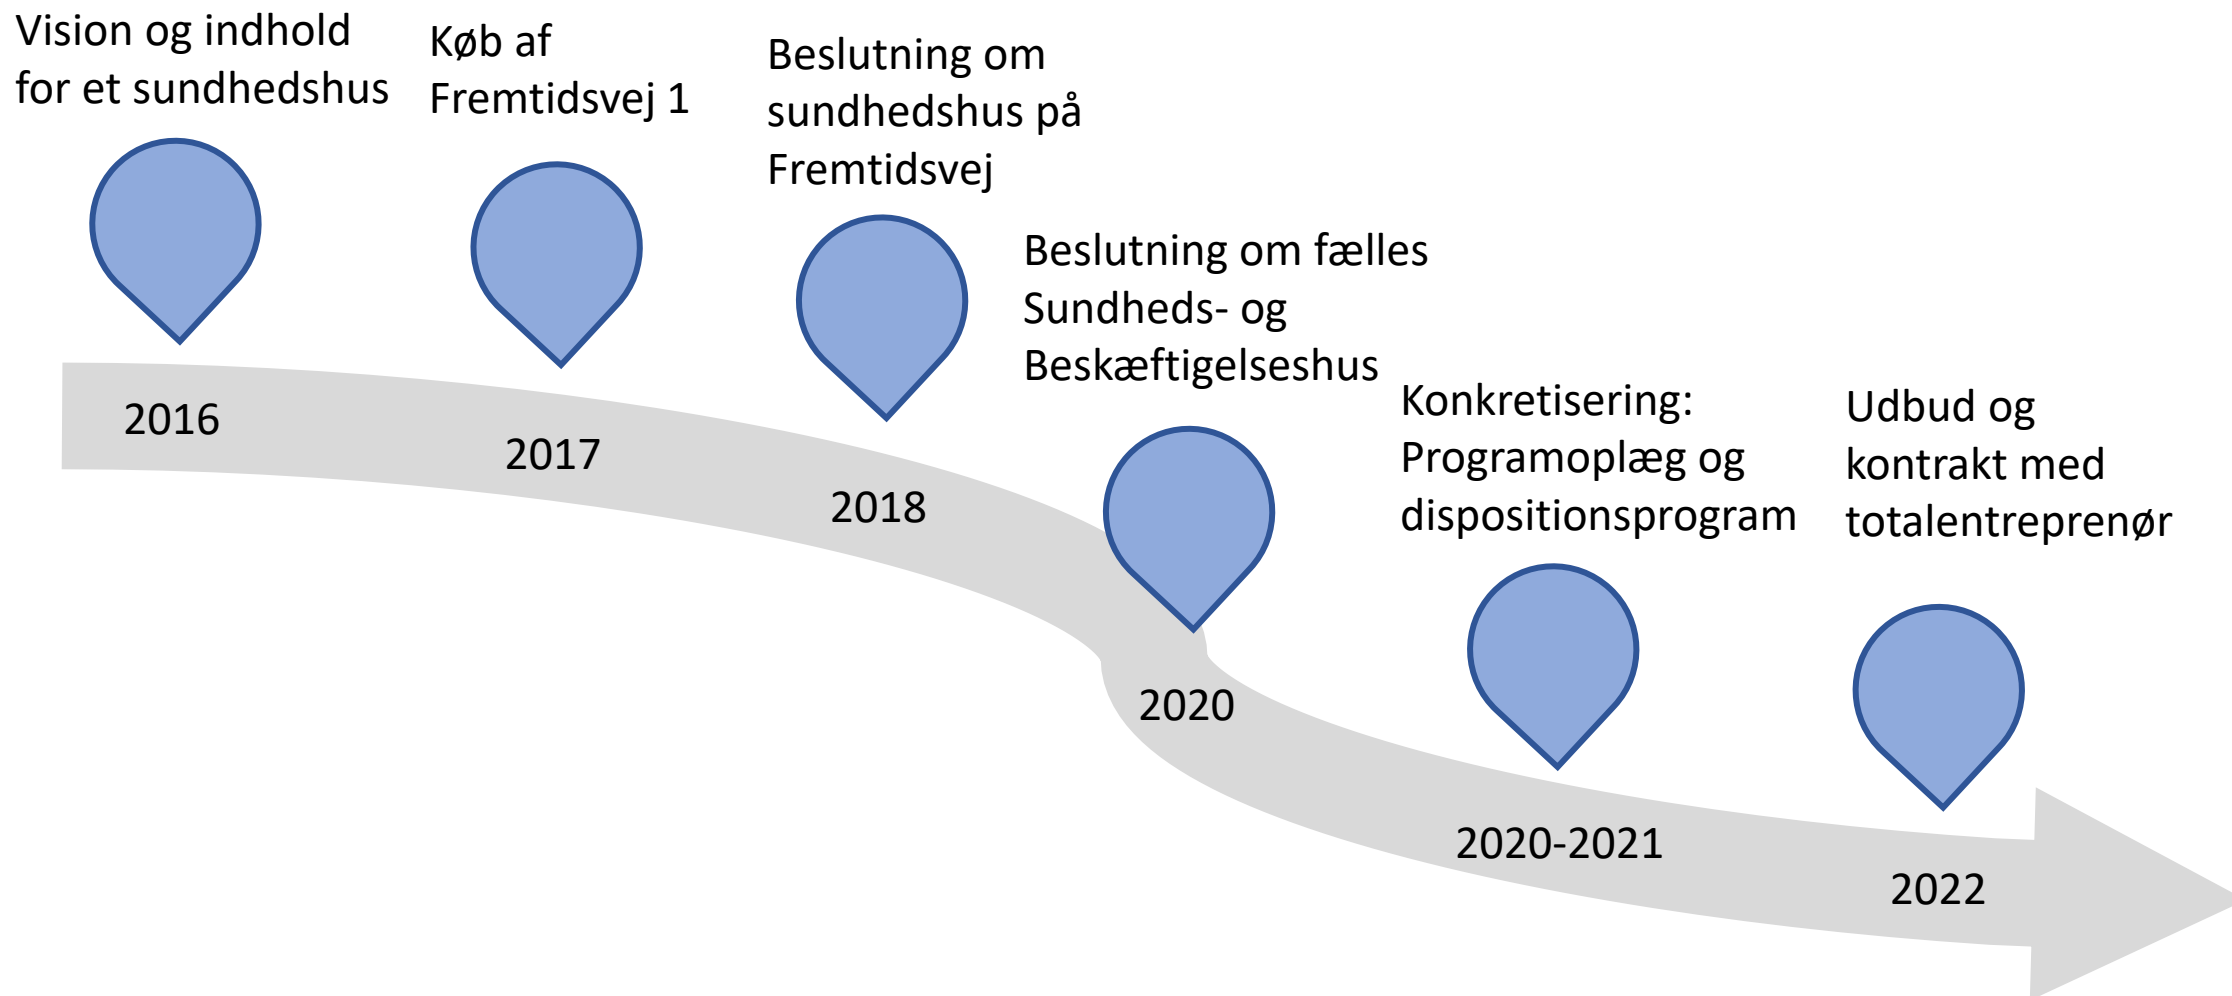 Vision og indhold
for et sundhedshus
2016
Køb af
Fremtidsvej 1
2017
Beslutning om
sundhedshus på
Fremtidsvej
2018
Beslutning om fælles
Sundheds- og
Beskæftigelseshus
2020
Konkretisering:
Programoplæg og
dispositionsprogram
2020-2021
Udbud og
kontrakt med
totalentreprenør
2022